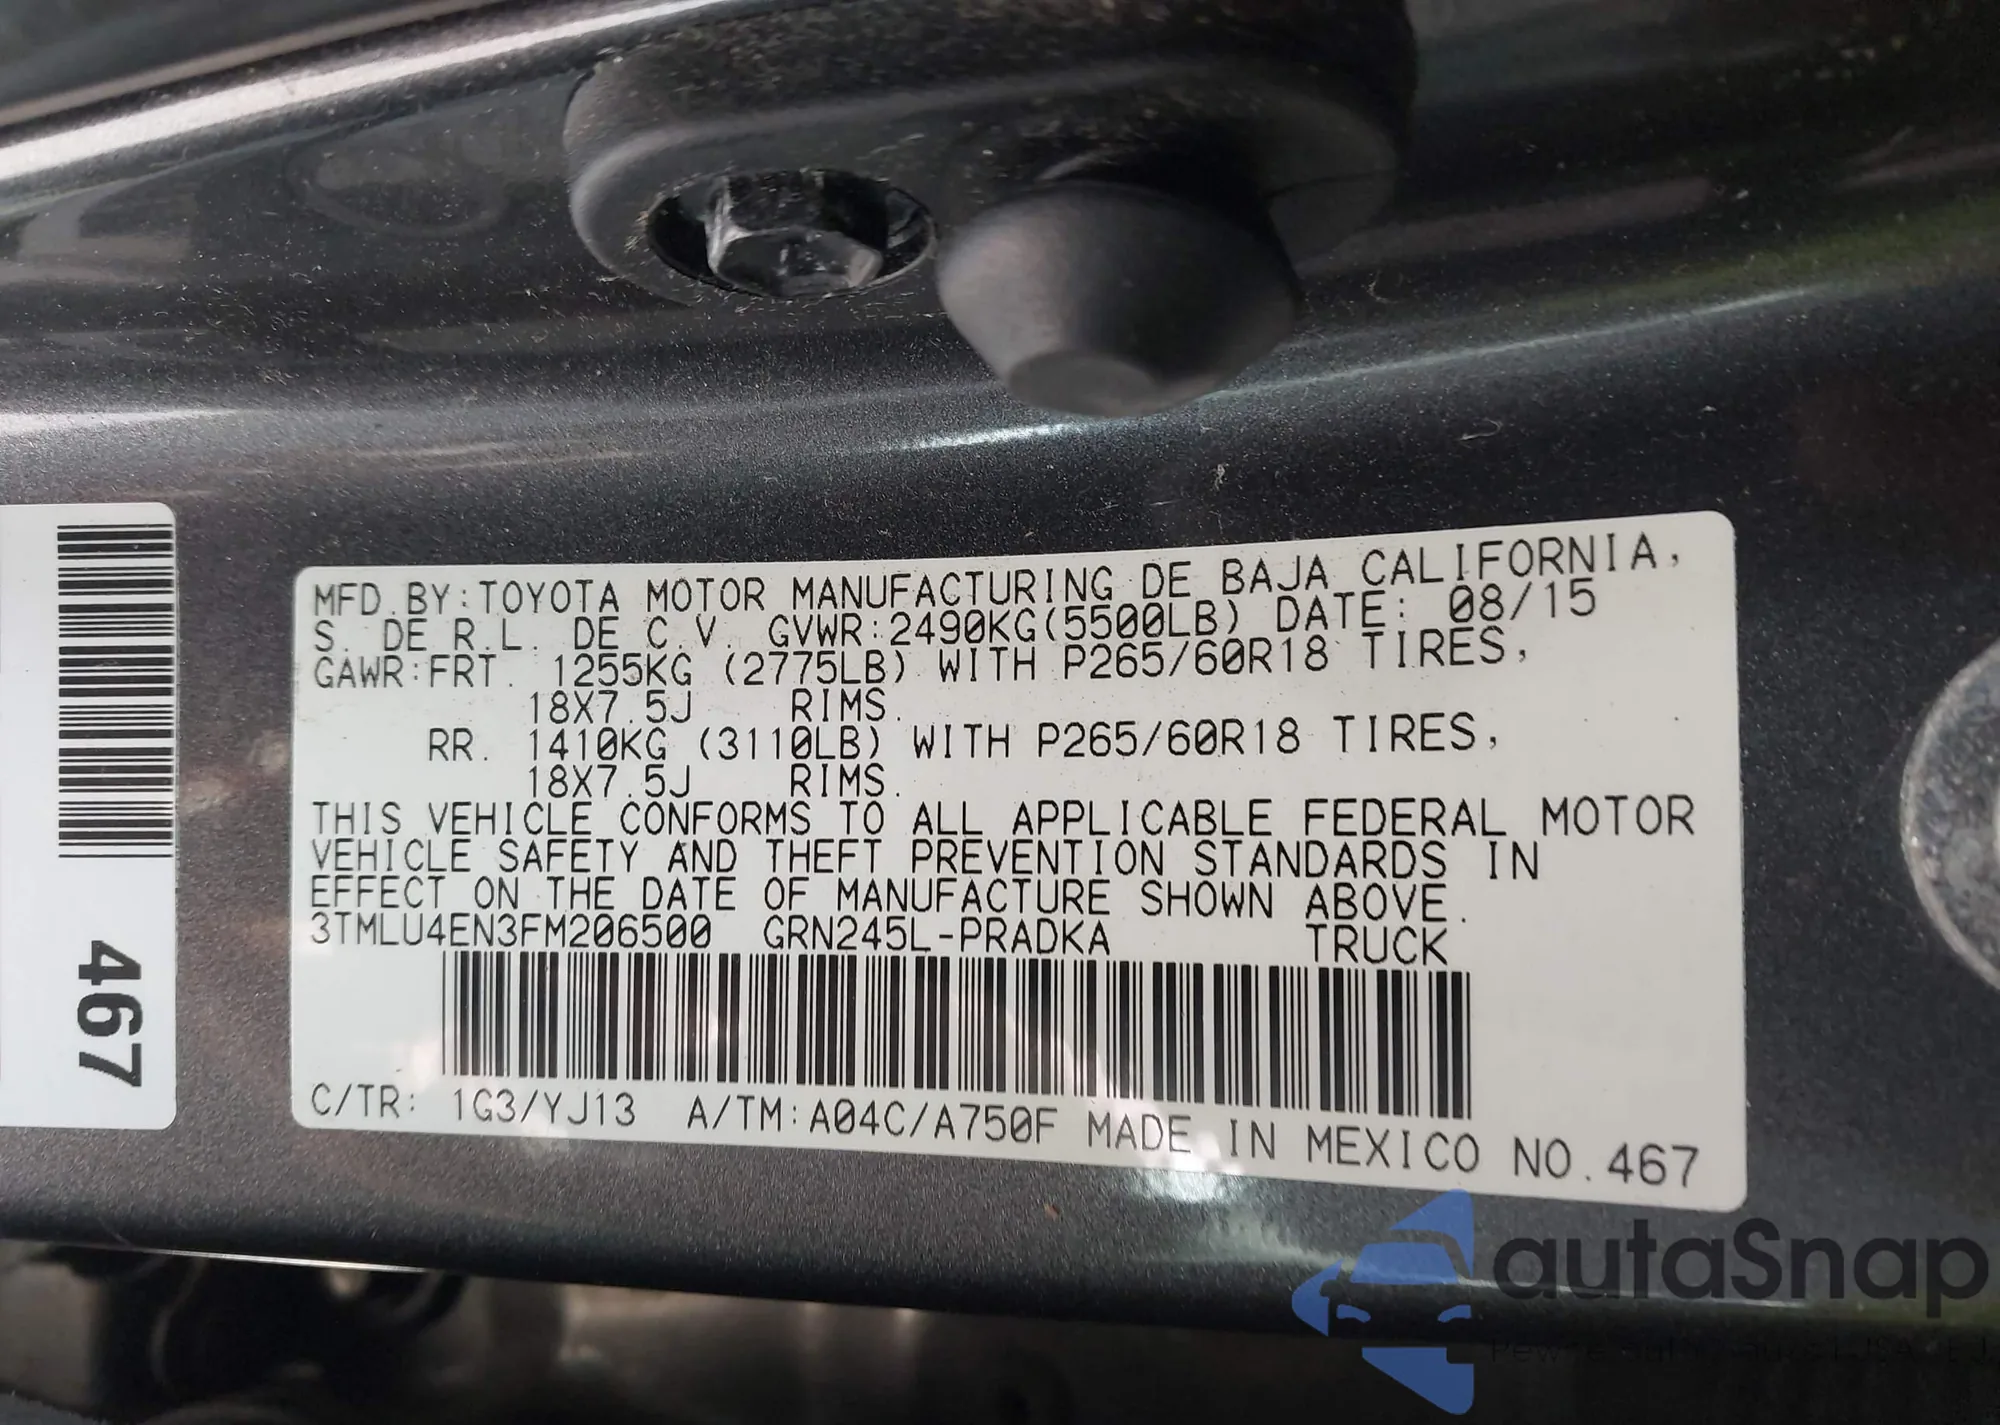 MFD.BY:TOYOTA MOTOR MANUFACTURING DE BAJA CALIFORNIA,
S. DE R.L. DE C.V. GVWR:2490KG(5500LB) DATE: 08/15
GAWR:FRT. 1255KG (2775LB) WITH P265/60R18 TIRES,
18X7.5J RIMS.
RR. 1410KG (3110LB) WITH P265/60R18 TIRES,
18X7.5J RIMS.
THIS VEHICLE CONFORMS TO ALL APPLICABLE FEDERAL MOTOR
VEHICLE SAFETY AND THEFT PREVENTION STANDARDS IN
EFFECT ON THE DATE OF MANUFACTURE SHOWN ABOVE.
3TMLU4EN3FM206500 GRN245L-PRADKA TRUCK
C/TR: 1G3/YJ13 A/TM:A04C/A750F MADE IN MEXICO NO.467
467
autaSnap